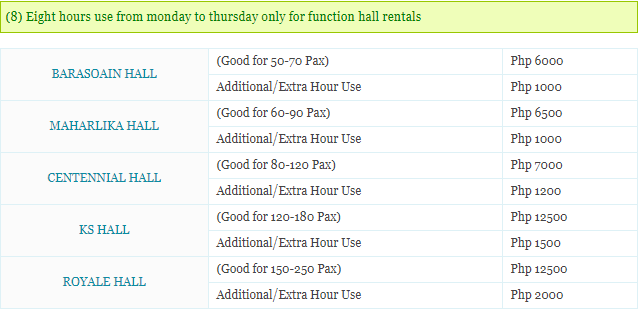 (8) Eight hours use from monday to thursday only for function hall rentals
BARASOAIN HALL
(Good for 50-70 Pax) Php 6000
Additional/Extra Hour Use Php 1000
MAHARLIKA HALL
(Good for 60-90 Pax) Php 6500
Additional/Extra Hour Use Php 1000
CENTENNIAL HALL
(Good for 80-120 Pax) Php 7000
Additional/Extra Hour Use Php 1200
KS HALL
(Good for 120-180 Pax) Php 12500
Additional/Extra Hour Use Php 1500
ROYALE HALL
(Good for 150-250 Pax) Php 12500
Additional/Extra Hour Use Php 2000